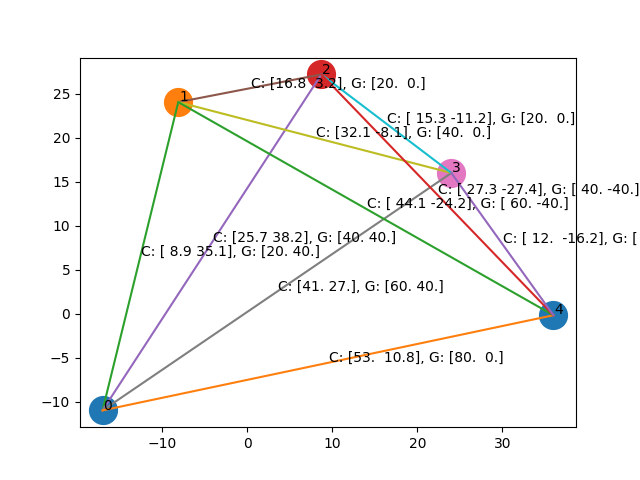 2
C: [16.8  3.2], G: [20.  0.]
1
C: [ 15.3 -11.2], G: [20.  0.]
C: [32.1 -8.1], G: [40.  0.]
3
C: [ 27.3 -27.4], G: [ 40. -40.]
C: [ 44.1 -24.2], G: [ 60. -40.]
C: [25.7 38.2], G: [40. 40.]
C: [ 12.  -16.2], G: [
C: [ 8.9 35.1], G: [20. 40.]
C: [41. 27.], G: [60. 40.]
4
C: [53.  10.8], G: [80.  0.]
0
25
20
15
10
5
0
−5
−10
−10 0 10 20 30